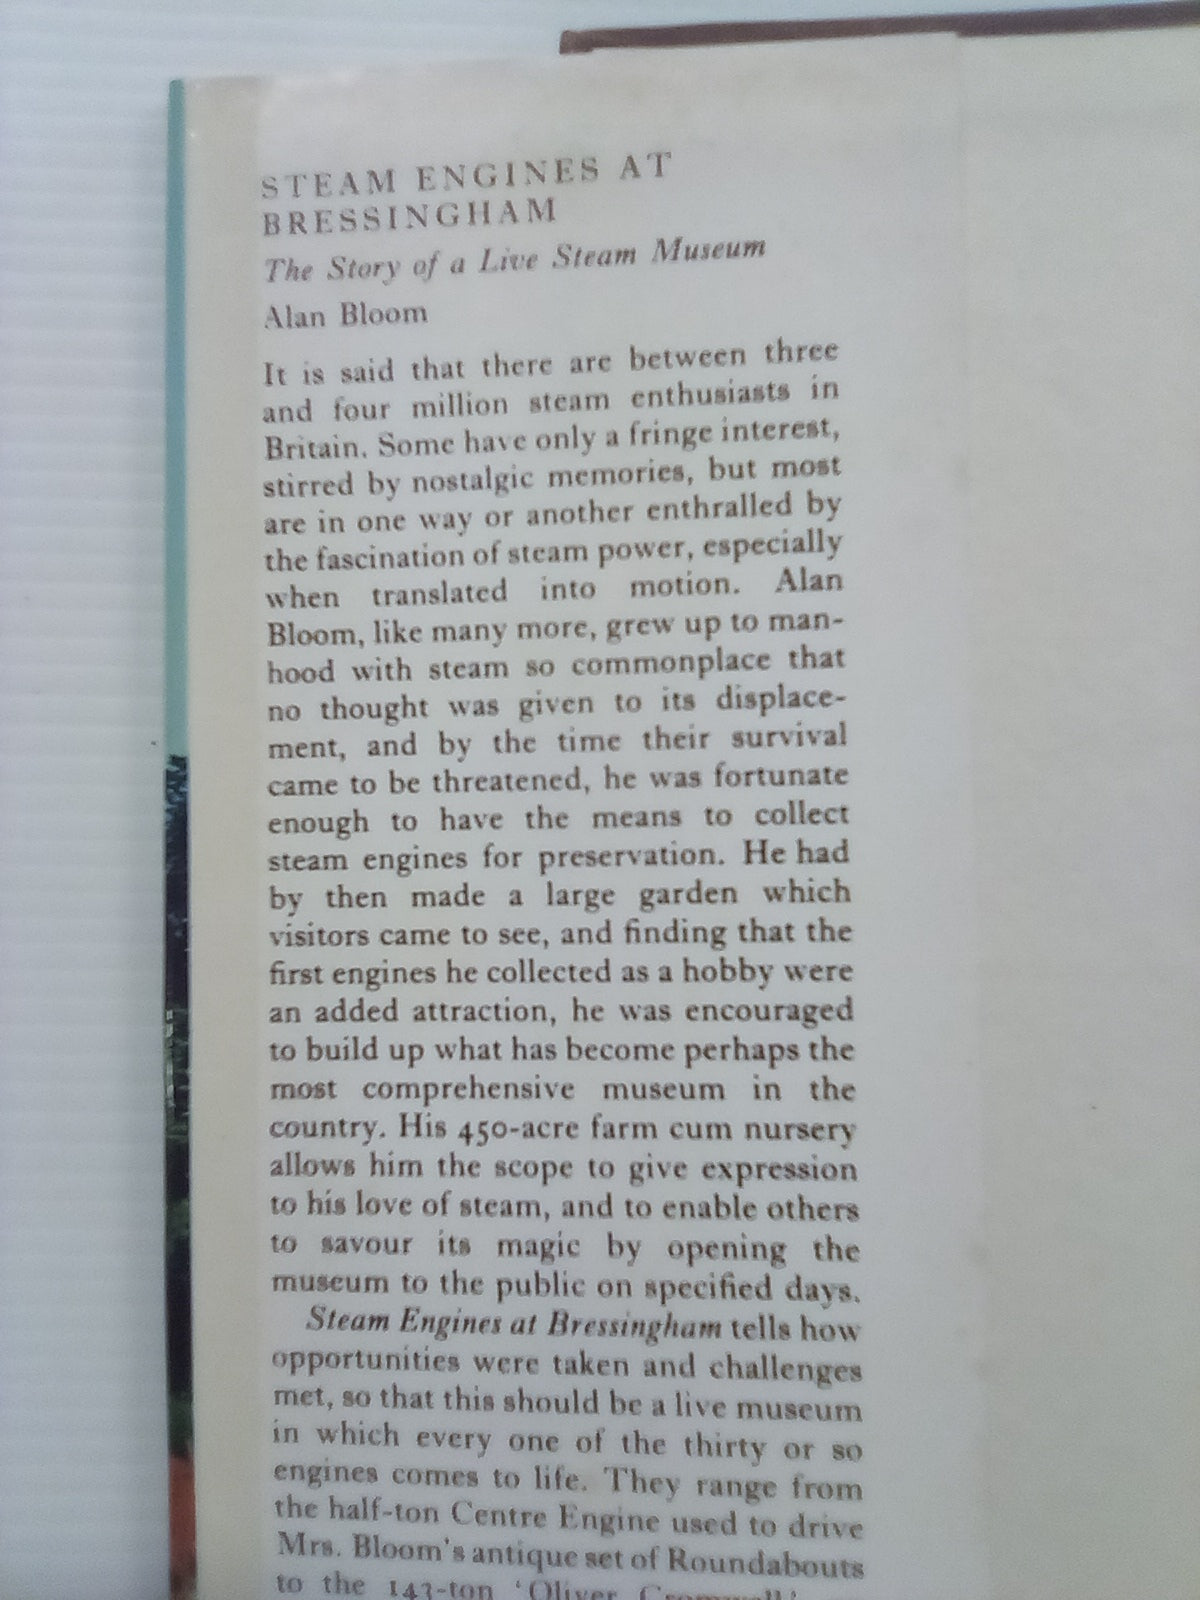 STEAM ENGINES AT
BRESSINGHAM
The Story of a Live Steam Museum
Alan Bloom
It is said that there are between three
and four million steam enthusiasts in
Britain. Some have only a fringe interest,
stirred by nostalgic memories, but most
are in one way or another enthralled by
the fascination of steam power, especially
when translated into motion. Alan
Bloom, like many more, grew up to man-
hood with steam so commonplace that
no thought was given to its displace-
ment, and by the time their survival
came to be threatened, he was fortunate
enough to have the means to collect
steam engines for preservation. He had
by then made a large garden which
visitors came to see, and finding that the
first engines he collected as a hobby were
an added attraction, he was encouraged
to build up what has become perhaps the
most comprehensive museum in the
country. His 450-acre farm cum nursery
allows him the scope to give expression
to his love of steam, and to enable others
to savour its magic by opening the
museum to the public on specified days.
Steam Engines at Bressingham tells how
opportunities were taken and challenges
met, so that this should be a live museum
in which every one of the thirty or so
engines comes to life. They range from
the half-ton Centre Engine used to drive
Mrs. Bloom's antique set of Roundabouts
to the 143-ton 'Oliver Cromwell'